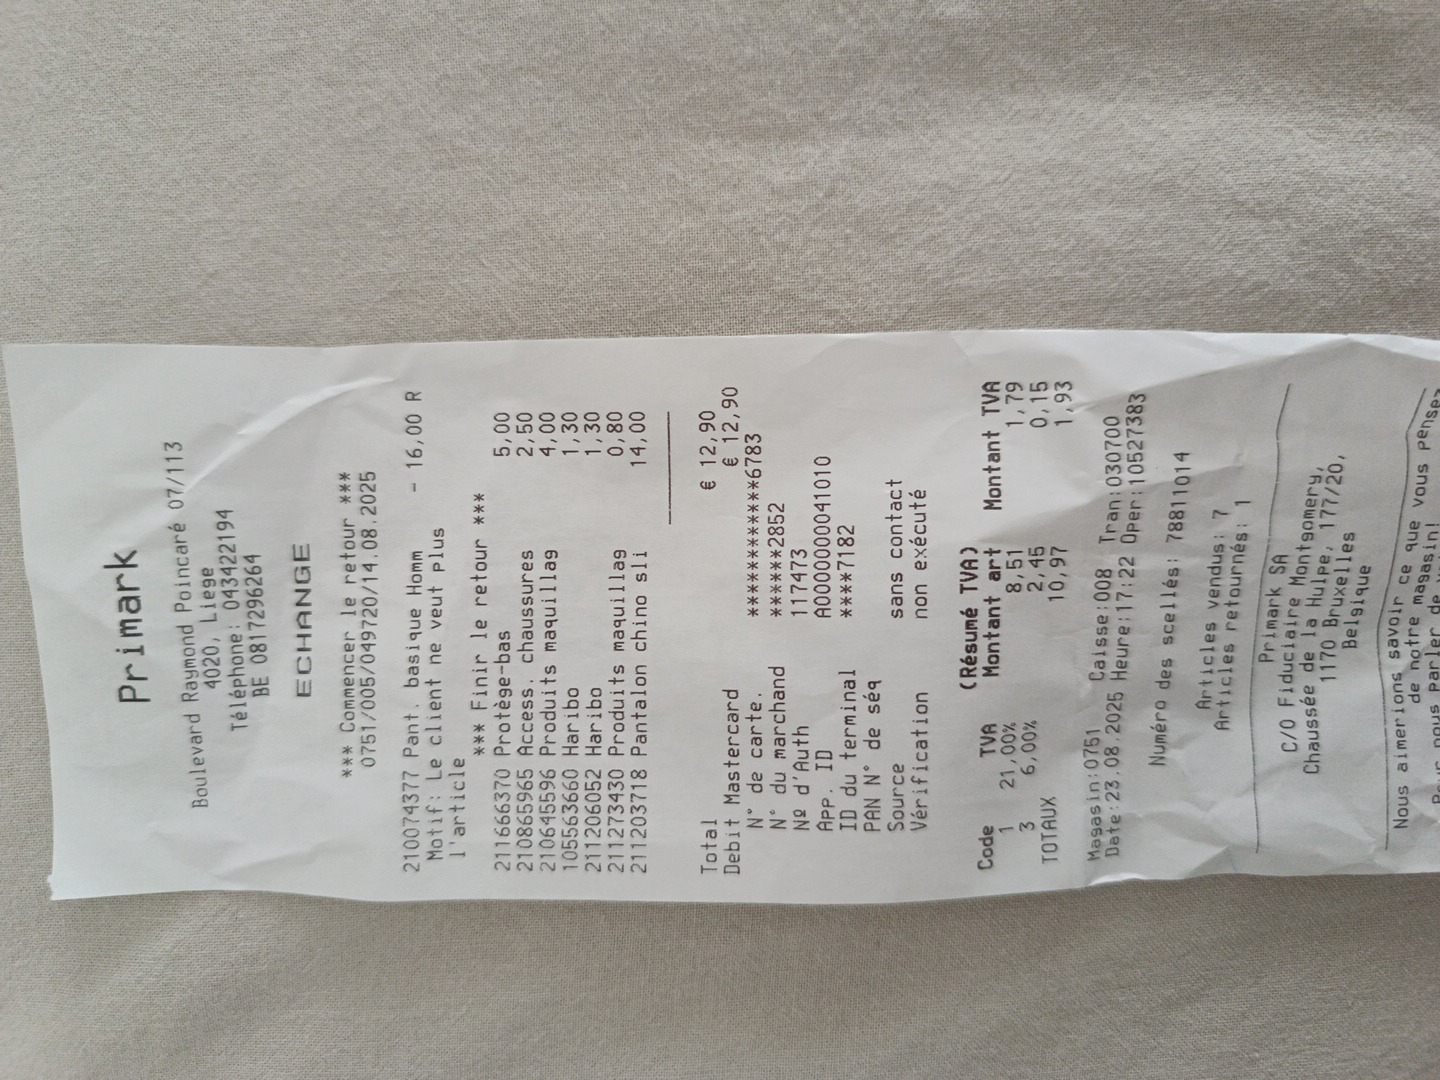 Primark
Boulevard Raymond Poincaré 07/113
4020, Liege
Téléphone: 043422194
BE 0817296264
ECHANGE
*** Commencer le retour ***
0751/005/049720/14.08.2025
210074377 Pant. basique Homm - 16,00 R
Motif: Le client ne veut plus
l'article
*** Finir le retour ***
211666370 Protège-bas 5,00
210865965 Access. chaussures 2,50
210645596 Produits maquillag 4,00
105563660 Haribo 1,30
211206052 Haribo 1,30
211273430 Produits maquillag 0,80
211203718 Pantalon chino sli 14,00
Total € 12,90
Debit Mastercard € 12,90
N° de carte. ************6783
N° du marchand ******2852
Nº d'Auth 117473
App. ID A0000000041010
ID du terminal ****7182
PAN N° de séq
Source sans contact
Vérification non exécuté
(Résumé TVA)
Code TVA Montant art Montant TVA
1 21,00% 8,51 1,79
3 6,00% 2,45 0,15
TOTAUX 10,97 1,93
Magasin:0751 Caisse:008 Tran:030700
Date:23.08.2025 Heure:17:22 Oper:10527383
Numéro des scellés: 78811014
Articles vendus: 7
Articles retournés: 1
Primark SA
C/O Fiduciaire Montgomery,
Chaussée de la Hulpe, 177/20,
1170 Bruxelles
Belgique
Nous aimerions savoir ce que vous pensez
de notre magasin!
nous parler de